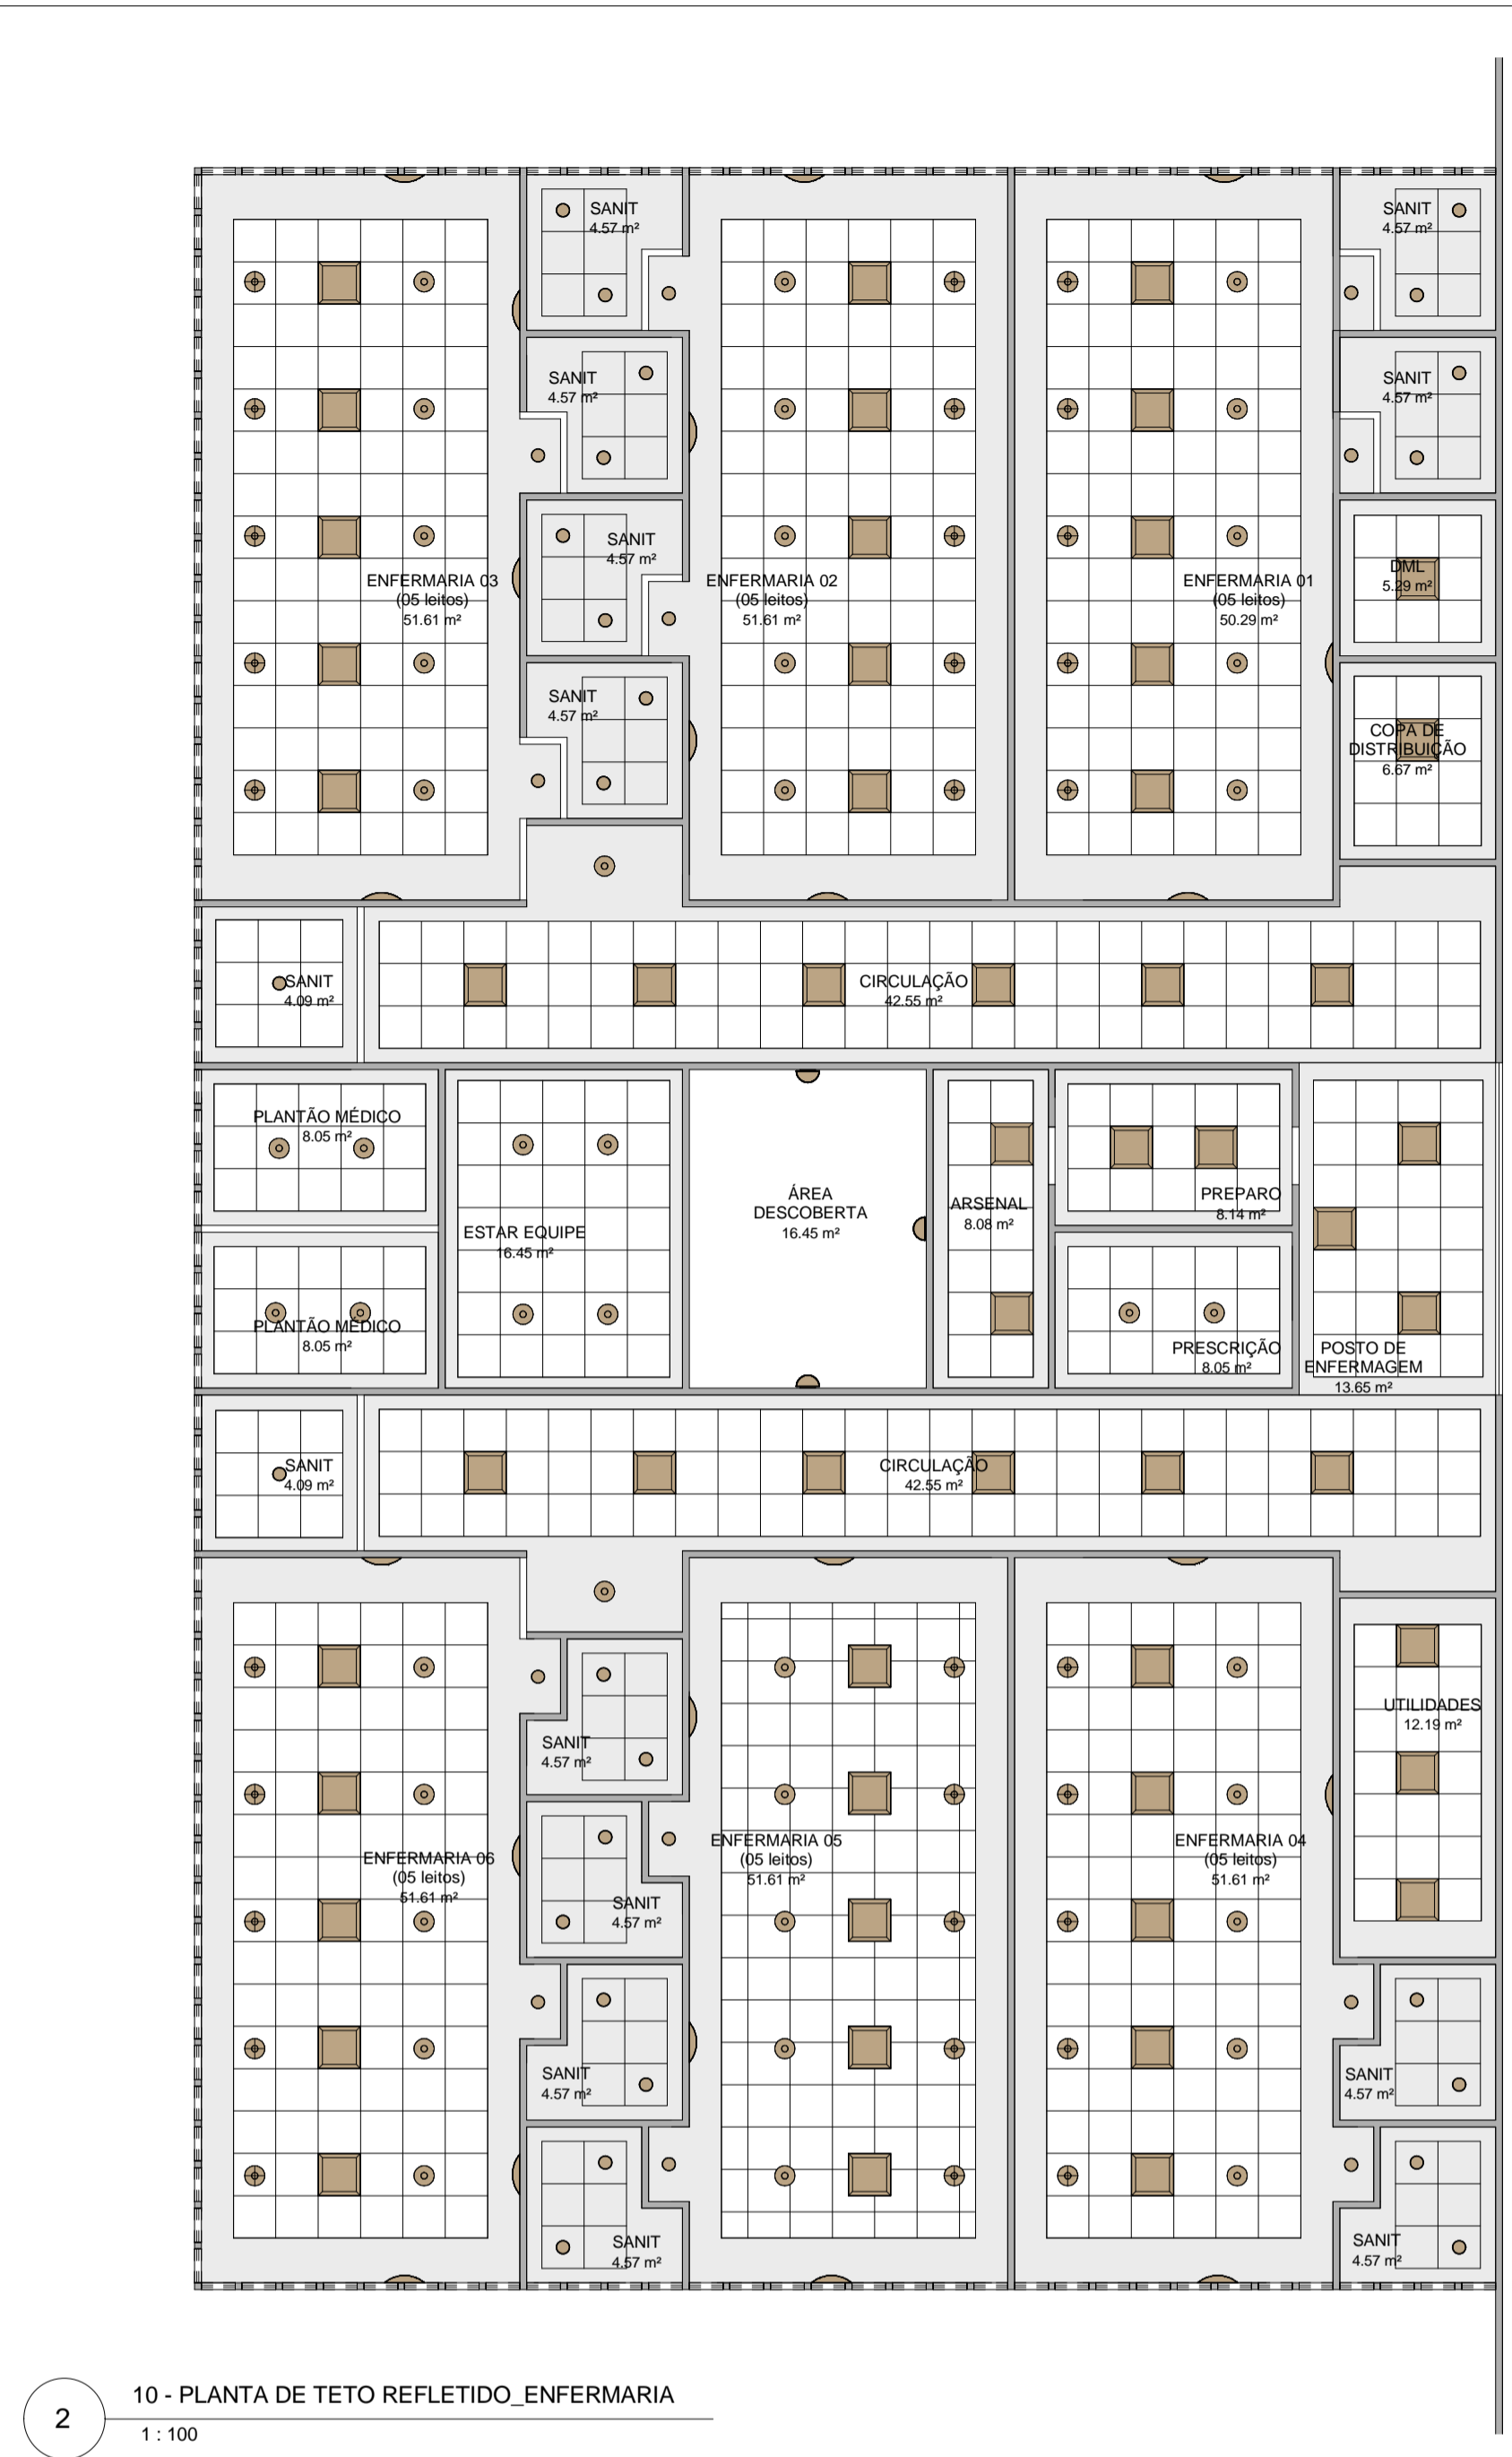 SANIT
4.57 m²
SANIT
4.57 m²
SANIT
4.57 m²
SANIT
4.57 m²
SANIT
4.57 m²
ENFERMARIA 03
(05 leitos)
51.61 m²
ENFERMARIA 02
(05 leitos)
51.61 m²
ENFERMARIA 01
(05 leitos)
50.29 m²
DML
5.29 m²
SANIT
4.57 m²
COPA DE
DISTRIBUIÇÃO
6.67 m²
SANIT
4.09 m²
CIRCULAÇÃO
42.55 m²
PLANTÃO MÉDICO
8.05 m²
ESTAR EQUIPE
16.45 m²
ÁREA
DESCOBERTA
16.45 m²
ARSENAL
8.08 m²
PREPARO
8.14 m²
PLANTÃO MÉDICO
8.05 m²
PRESCRIÇÃO
8.05 m²
POSTO DE
ENFERMAGEM
13.65 m²
SANIT
4.09 m²
CIRCULAÇÃO
42.55 m²
UTILIDADES
12.19 m²
SANIT
4.57 m²
ENFERMARIA 06
(05 leitos)
51.61 m²
ENFERMARIA 05
(05 leitos)
51.61 m²
ENFERMARIA 04
(05 leitos)
51.61 m²
SANIT
4.57 m²
SANIT
4.57 m²
SANIT
4.57 m²
SANIT
4.57 m²
SANIT
4.57 m²
2
10 - PLANTA DE TETO REFLETIDO_ENFERMARIA
1 : 100